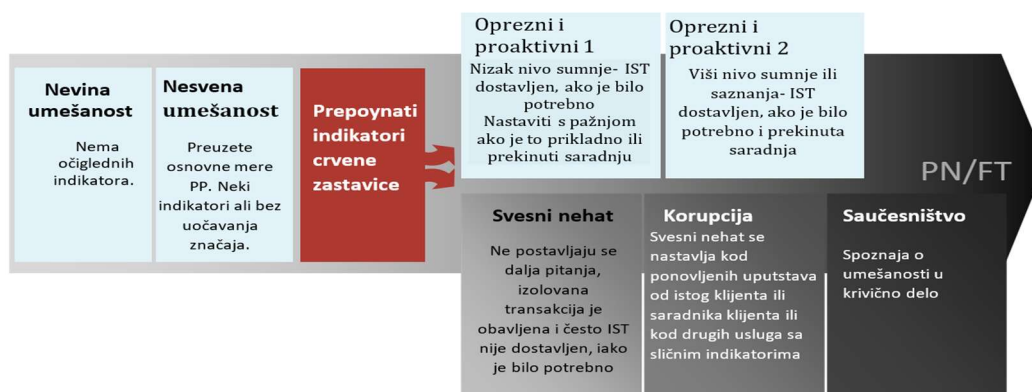 Nevina
umešanost
Nema
očiglednih
indikatora.
Nesvena
umešanost
Preuzete
osnovne mere
PP. Neki
indikatori ali bez
uočavanja
značaja.
Prepoynati
indikatori
crvene
zastavice
Oprezni i
proaktivni 1
Nizak nivo sumnje- IST
dostavljen, ako je bilo
potrebno
Nastaviti s pažnjom
ako je to prikladno ili
prekinuti saradnju
Oprezni i
proaktivni 2
Viši nivo sumnje ili
saznanja- IST
dostavljen, ako je bilo
potrebno i prekinuta
saradnja
PN/FT
Svesni nehat
Ne postavljaju se
dalja pitanja,
izolovana
transakcija je
obavljena i često IST
nije dostavljen, iako
je bilo potrebno
Korupcija
Svesni nehat se
nastavlja kod
ponovljenih uputstava
od istog klijenta ili
saradnika klijenta ili
kod drugih usluga sa
sličnim indikatorima
Saučesništvo
Spoznaja o
umešanosti u
krivično delo